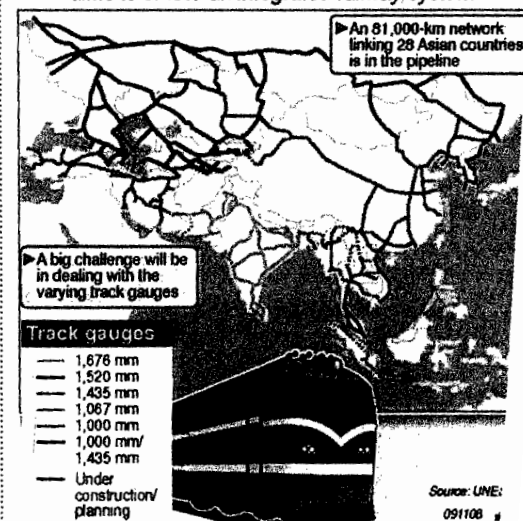 ▶An 81,000-km network
linking 28 Asian countries
is in the pipeline
▶A big challenge will be
in dealing with the
varying track gauges
Track gauges
1,676 mm
1,520 mm
1,435 mm
1,067 mm
1,000 mm
1,000 mm/
1,435 mm
Under
construction/
planning
Source: UNE
091108